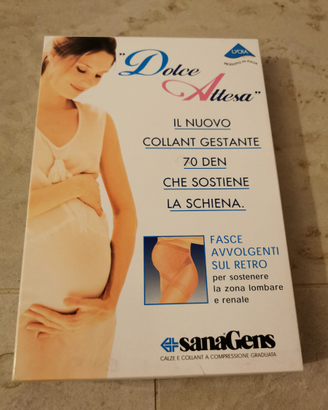 LYCRA
"Dolce
Attesa"
IL NUOVO
COLLANT GESTANTE
70 DEN
CHE SOSTIENE
LA SCHIENA.
FASCE
AVVOLGENTI
SUL RETRO
per sostenere
la zona lombare
e renale
sanaGens
CALZE E COLLANT A COMPRESSIONE GRADUATA